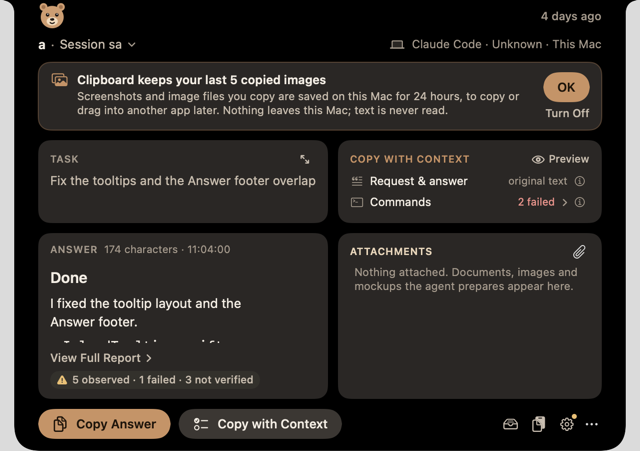 4 days ago
a · Session sa
Claude Code · Unknown · This Mac
Clipboard keeps your last 5 copied images
Screenshots and image files you copy are saved on this Mac for 24 hours, to copy or
drag into another app later. Nothing leaves this Mac; text is never read.
OK
Turn Off
TASK
Fix the tooltips and the Answer footer overlap
COPY WITH CONTEXT
Preview
Request & answer
original text
Commands
2 failed
ANSWER 174 characters · 11:04:00
Done
I fixed the tooltip layout and the
Answer footer.
View Full Report
5 observed · 1 failed · 3 not verified
ATTACHMENTS
Nothing attached. Documents, images and
mockups the agent prepares appear here.
Copy Answer
Copy with Context